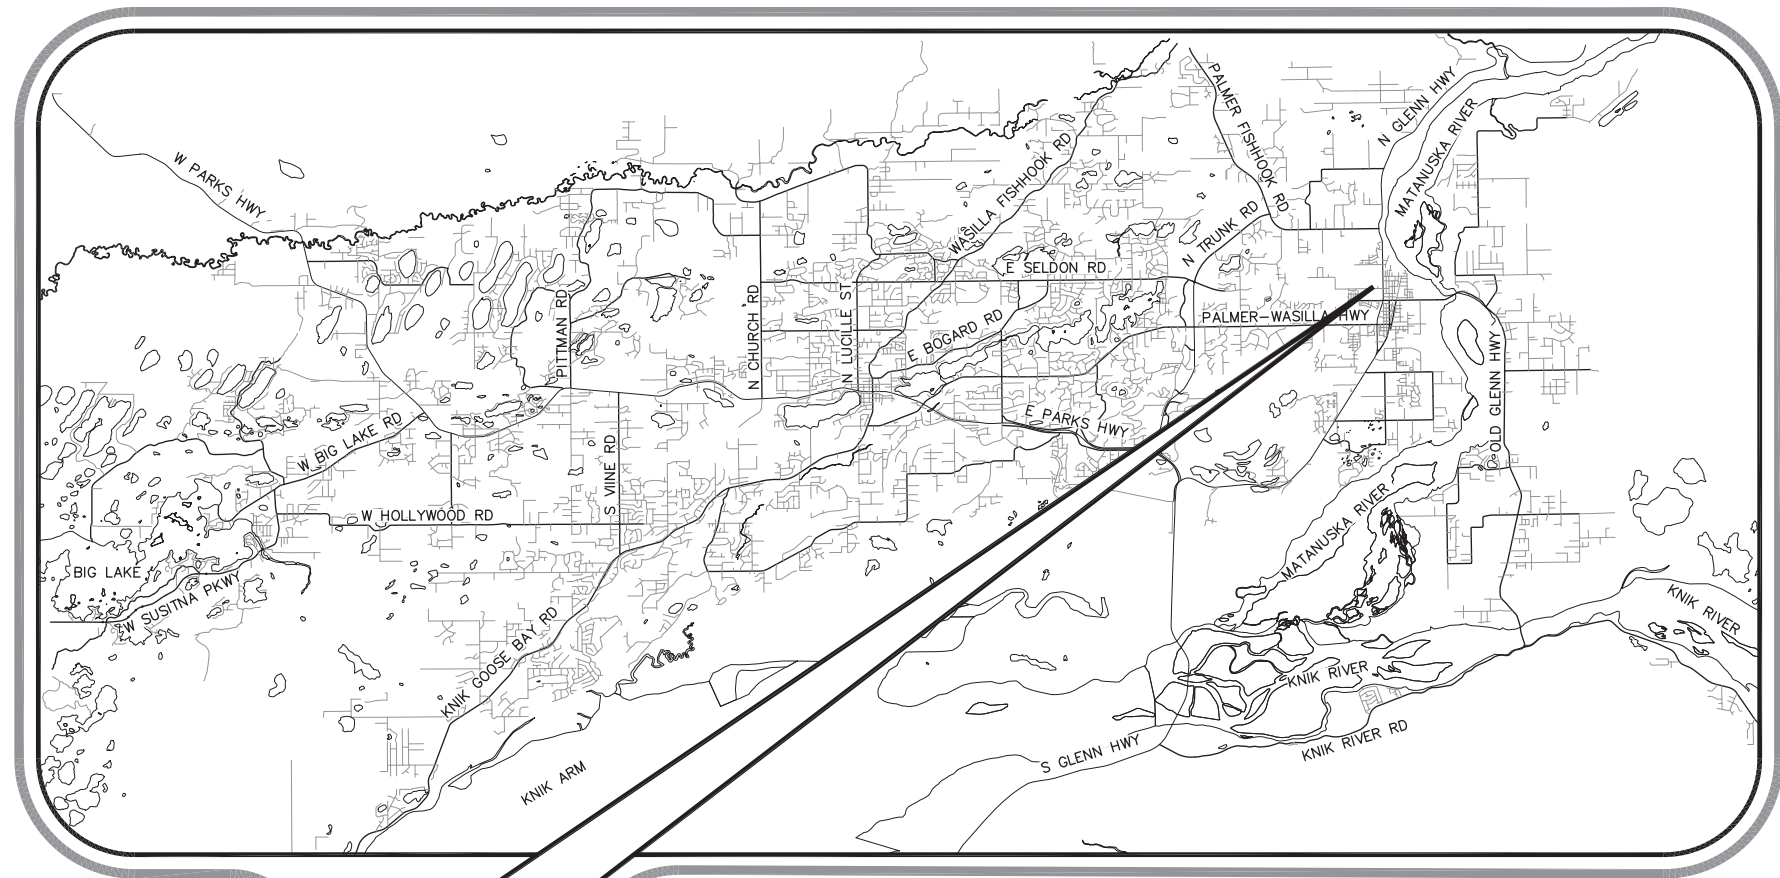 W PARKS HWY
PALMER FISHHOOK RD
N GLENN HWY
MATANUSKA RIVER
WASILLA FISHHOOK RD
N TRUNK RD
E SELDON RD
PITTMAN RD
N CHURCH RD
N LUCILLE ST
E BOGARD RD
PALMER-WASILLA HWY
OLD GLENN HWY
W BIG LAKE RD
E PARKS HWY
S VINE RD
W HOLLYWOOD RD
MATANUSKA RIVER
BIG LAKE
W SUSITNA PKWY
KNIK RIVER
KNIK GOOSE BAY RD
KNIK RIVER
S GLENN HWY
KNIK RIVER RD
KNIK ARM